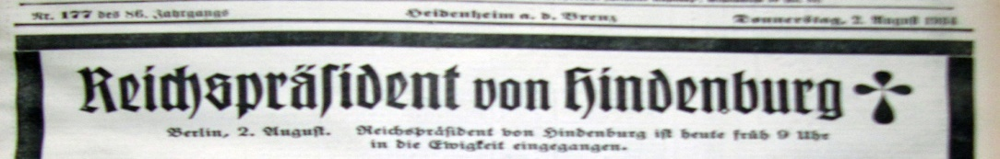 Nr. 177 des 86. Jahrgangs Heidenheim a. d. Brenz Donnerstag, 2. August 1934
Reichspräsident von Hindenburg ✝
Berlin, 2. August. Reichspräsident von Hindenburg ist heute früh 9 Uhr
in die Ewigkeit eingegangen.